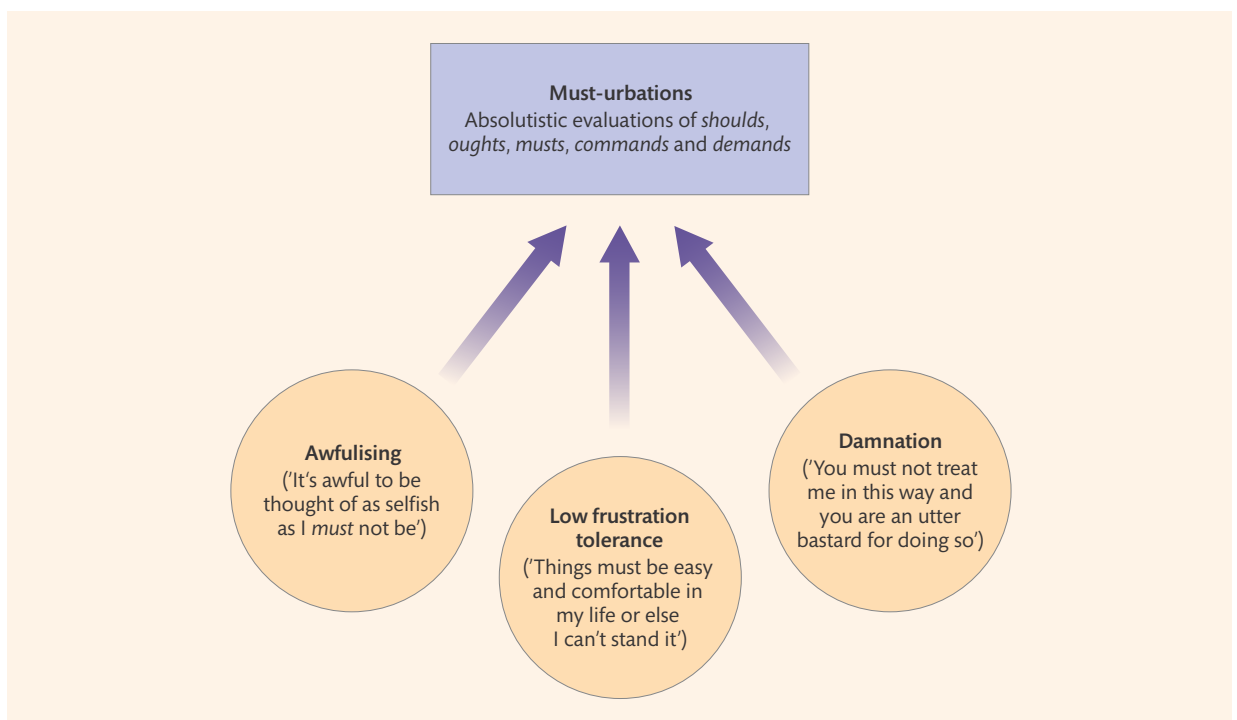 Must-urbations
Absolutistic evaluations of shoulds,
oughts, musts, commands and demands
Awfulising
(’It’s awful to be
thought of as selfish
as I must not be’)
Low frustration
tolerance
(’Things must be easy
and comfortable in
my life or else
I can’t stand it’)
Damnation
(’You must not treat
me in this way and
you are an utter
bastard for doing so’)